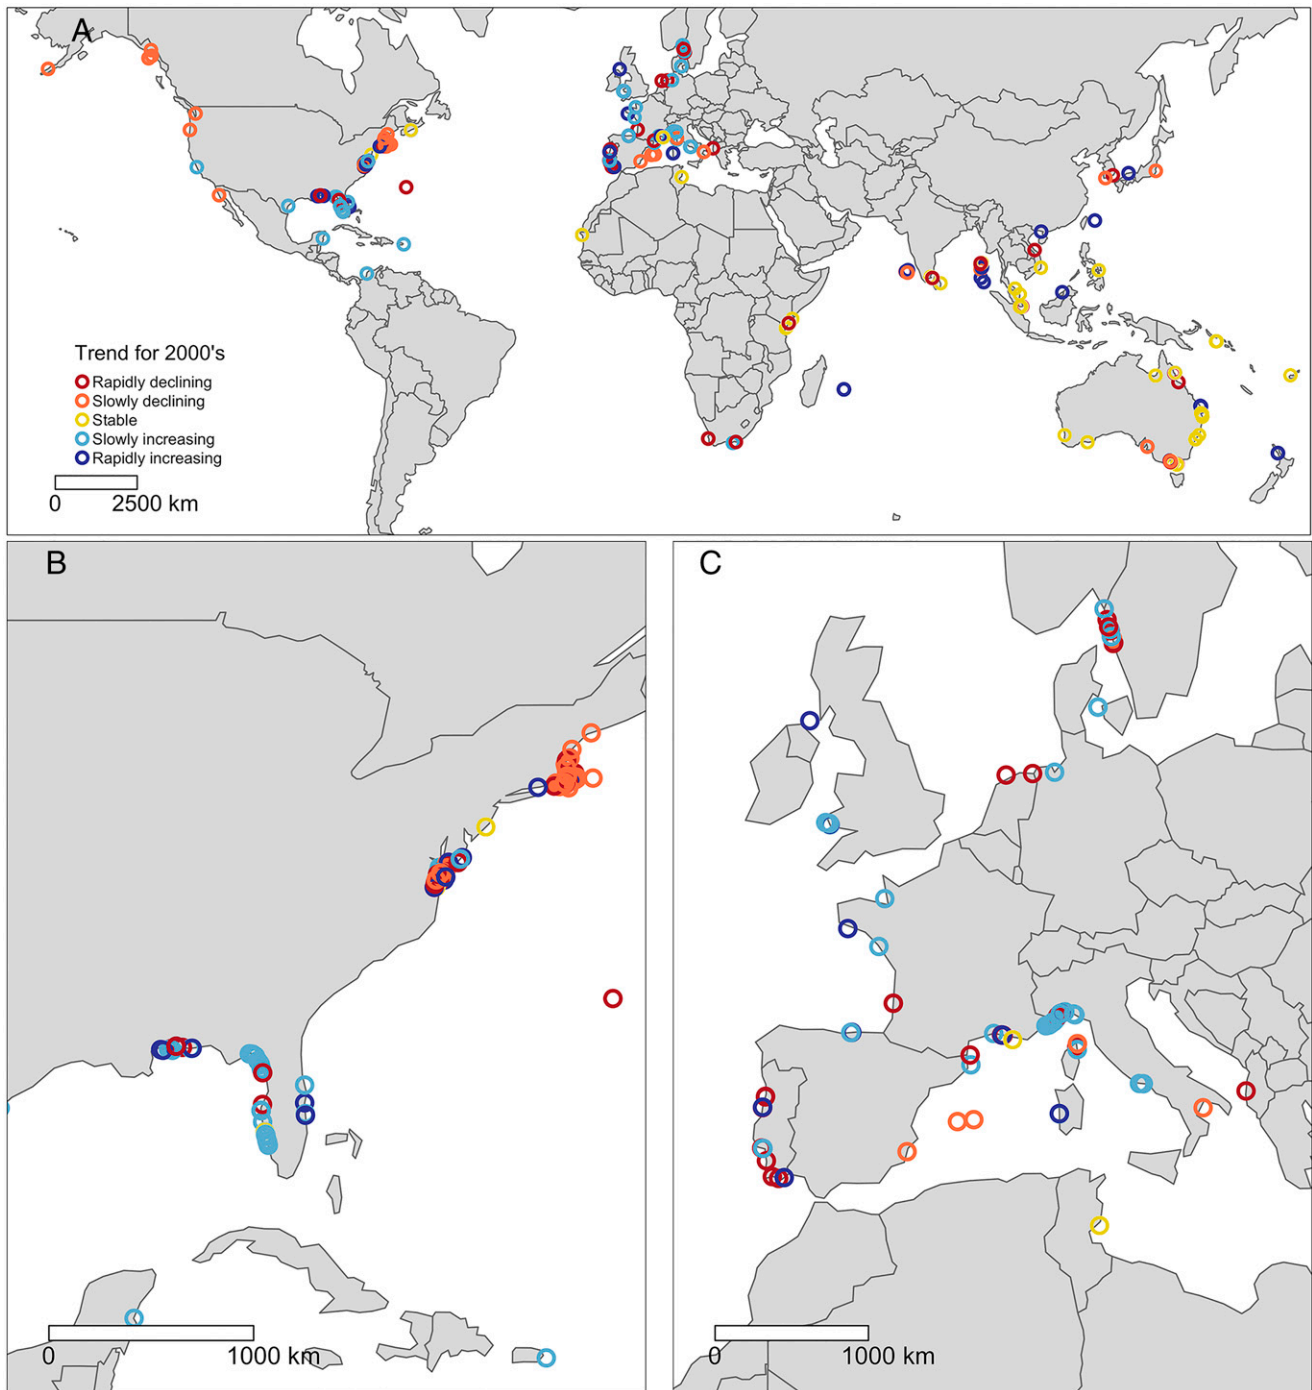 A
Trend for 2000's
Rapidly declining
Slowly declining
Stable
Slowly increasing
Rapidly increasing
0 2500 km
B
0 1000 km
C
0 1000 km